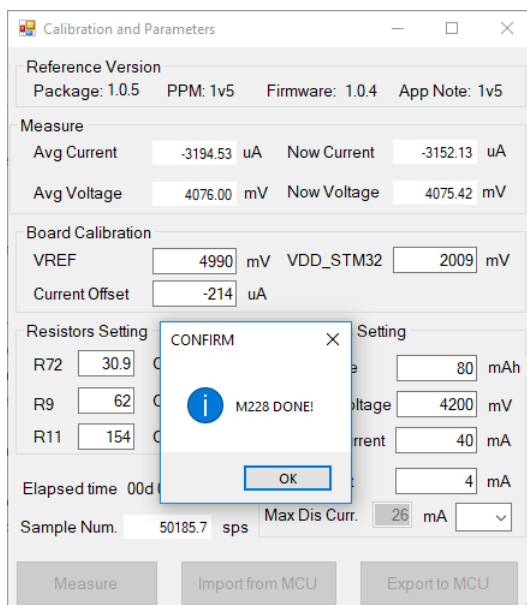 Calibration and Parameters
Reference Version
Package: 1.0.5 PPM: 1v5 Firmware: 1.0.4 App Note: 1v5
Measure
Avg Current -3194.53 uA Now Current -3152.13 uA
Avg Voltage 4076.00 mV Now Voltage 4075.42 mV
Board Calibration
VREF 4990 mV VDD_STM32 2009 mV
Current Offset -214 uA
Resistors Setting Setting
CONFIRM
R72 30.9 80 mAh
R9 62 4200 mV
M228 DONE!
R11 154 40 mA
OK
Elapsed time 00d 4 mA
Sample Num. 50185.7 sps Max Dis Curr. 26 mA
Measure Import from MCU Export to MCU